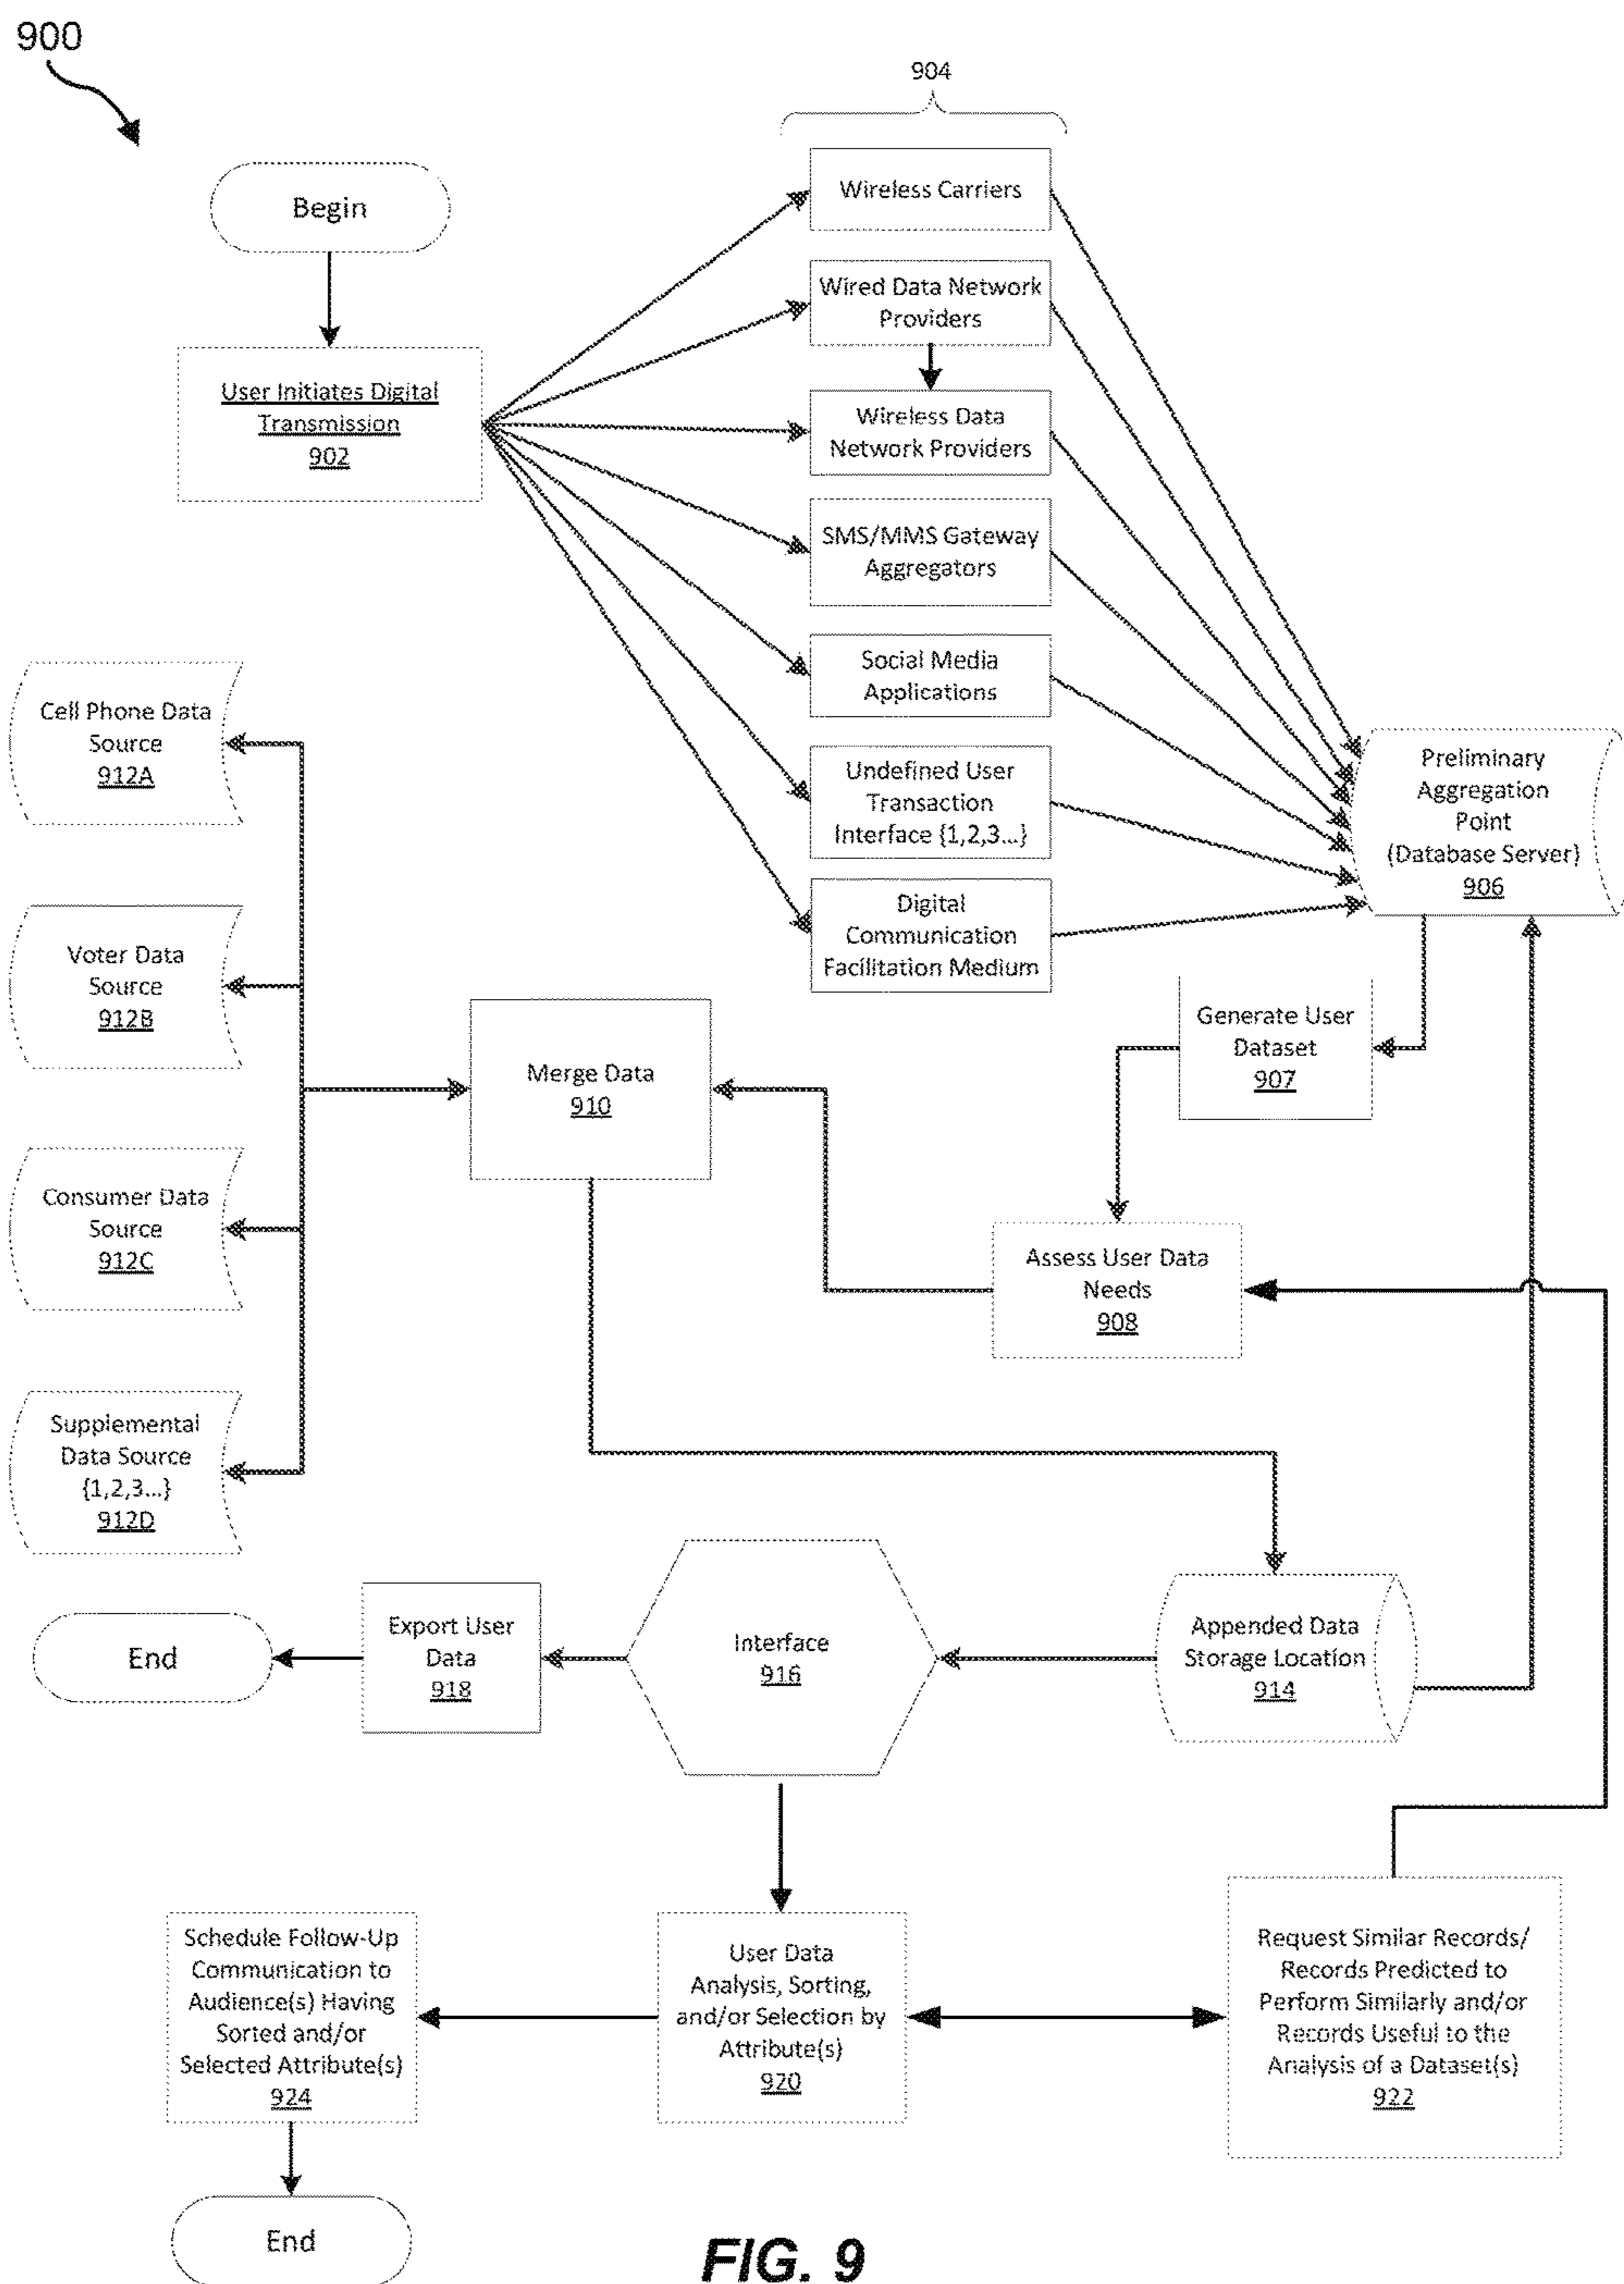 900
904
Begin
Wireless Carriers
Wired Data Network
Providers
User Initiates Digital
Transmission
902
Wireless Data
Network Providers
SMS/MMS Gateway
Aggregators
Social Media
Applications
Undefined User
Transaction
Interface {1,2,3...}
Digital
Communication
Facilitation Medium
Preliminary
Aggregation
Point
(Database Server)
906
Cell Phone Data
Source
912A
Voter Data
Source
912B
Consumer Data
Source
912C
Supplemental
Data Source
{1,2,3...}
912D
Merge Data
910
Generate User
Dataset
907
Assess User Data
Needs
908
End
Export User
Data
918
Interface
916
Appended Data
Storage Location
914
Schedule Follow-Up
Communication to
Audience(s) Having
Sorted and/or
Selected Attribute(s)
924
User Data
Analysis, Sorting,
and/or Selection by
Attribute(s)
920
Request Similar Records/
Records Predicted to
Perform Similarly and/or
Records Useful to the
Analysis of a Dataset(s)
922
End
FIG. 9